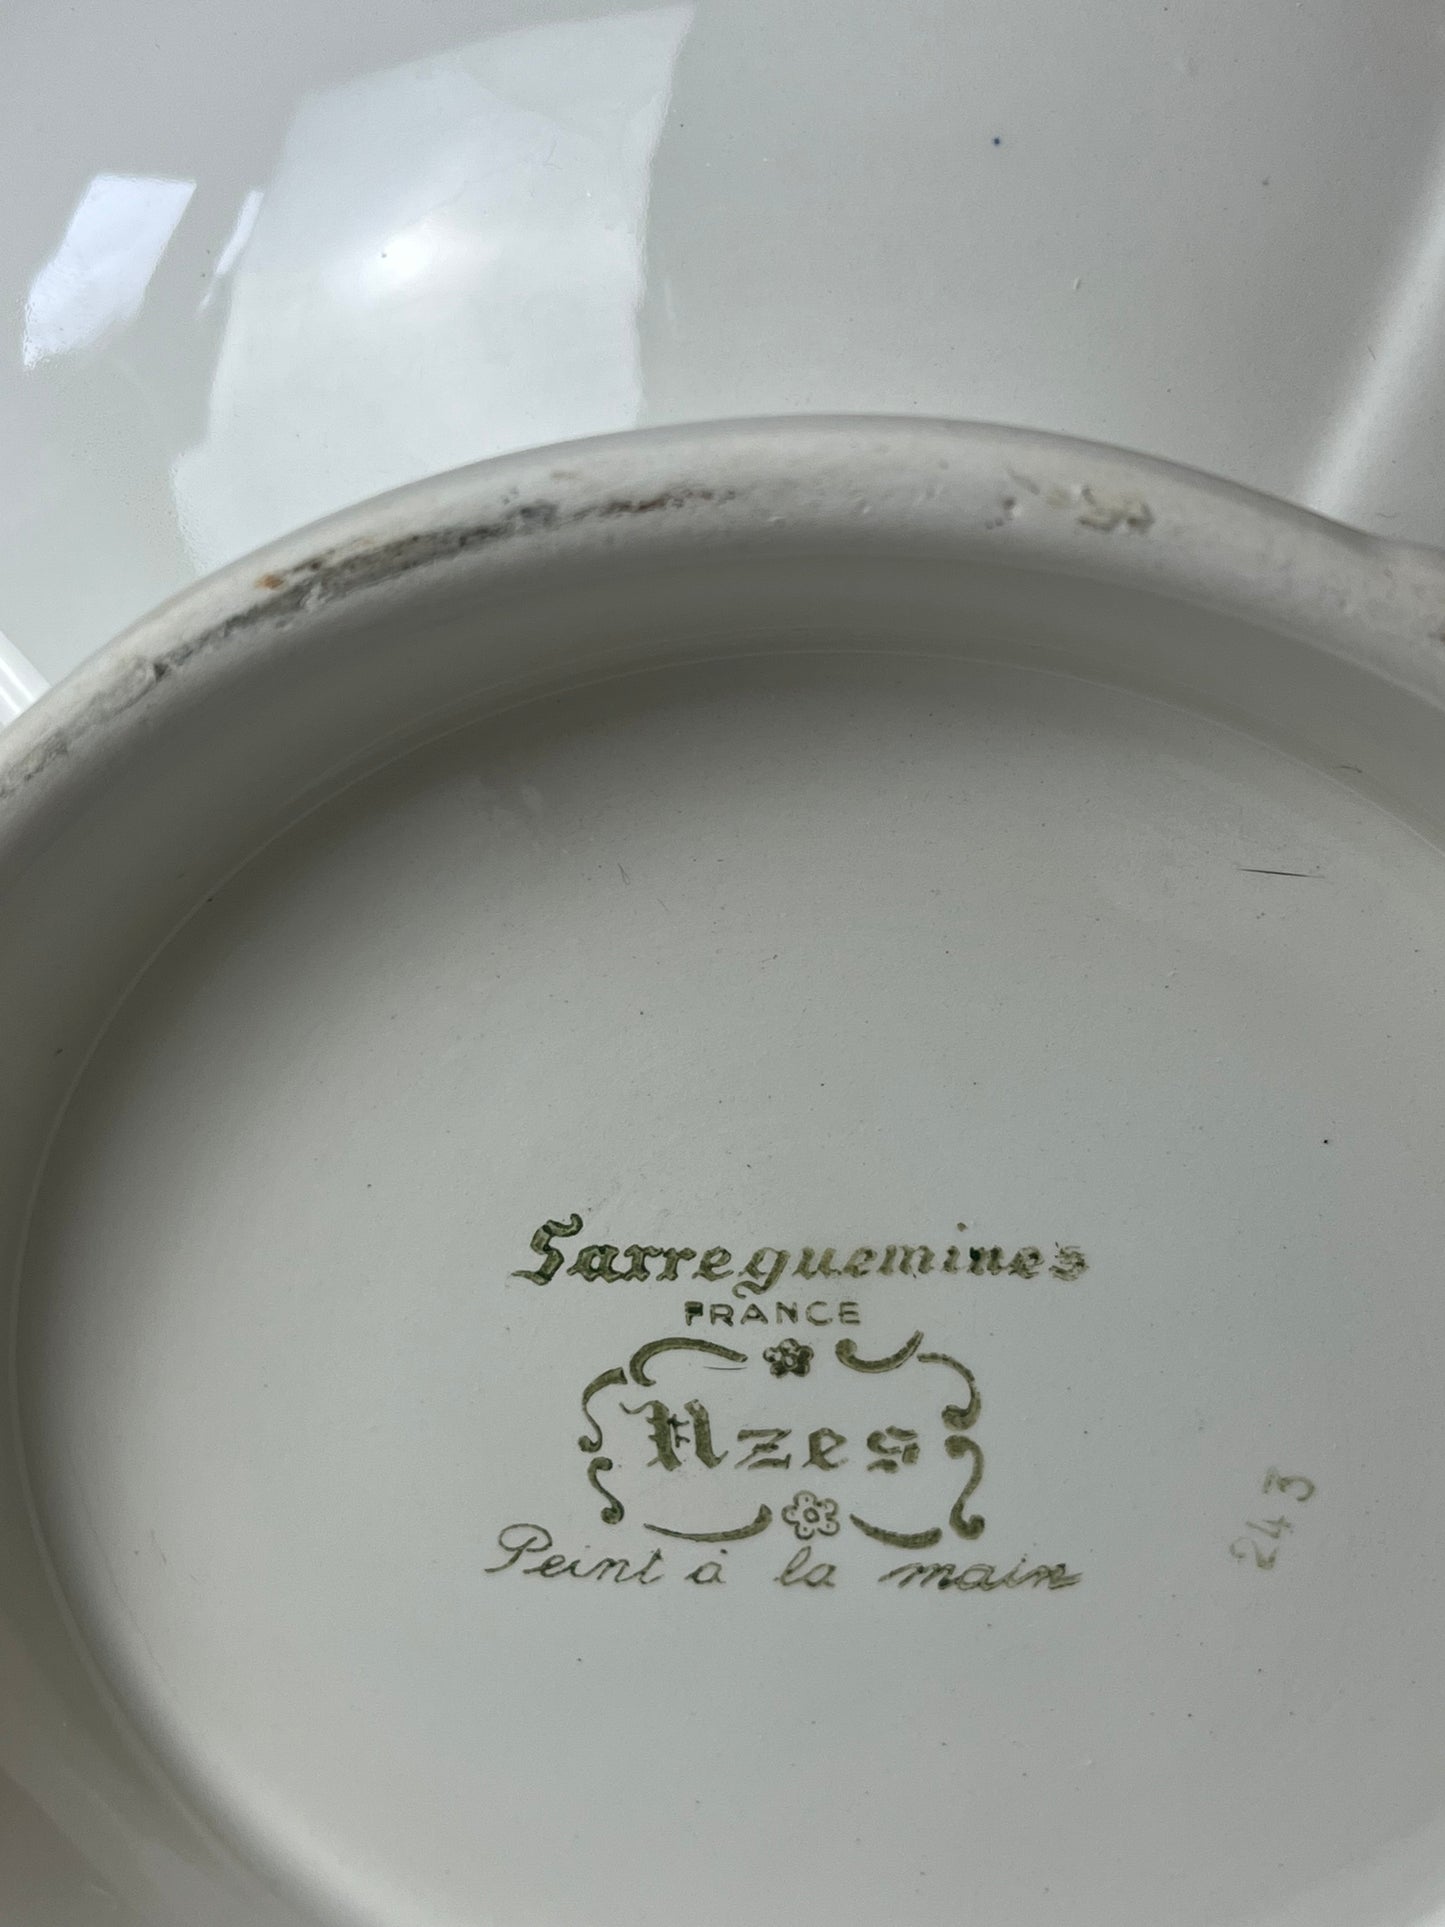 Sarreguemines
FRANCE
Uzes
Peint à la main
243